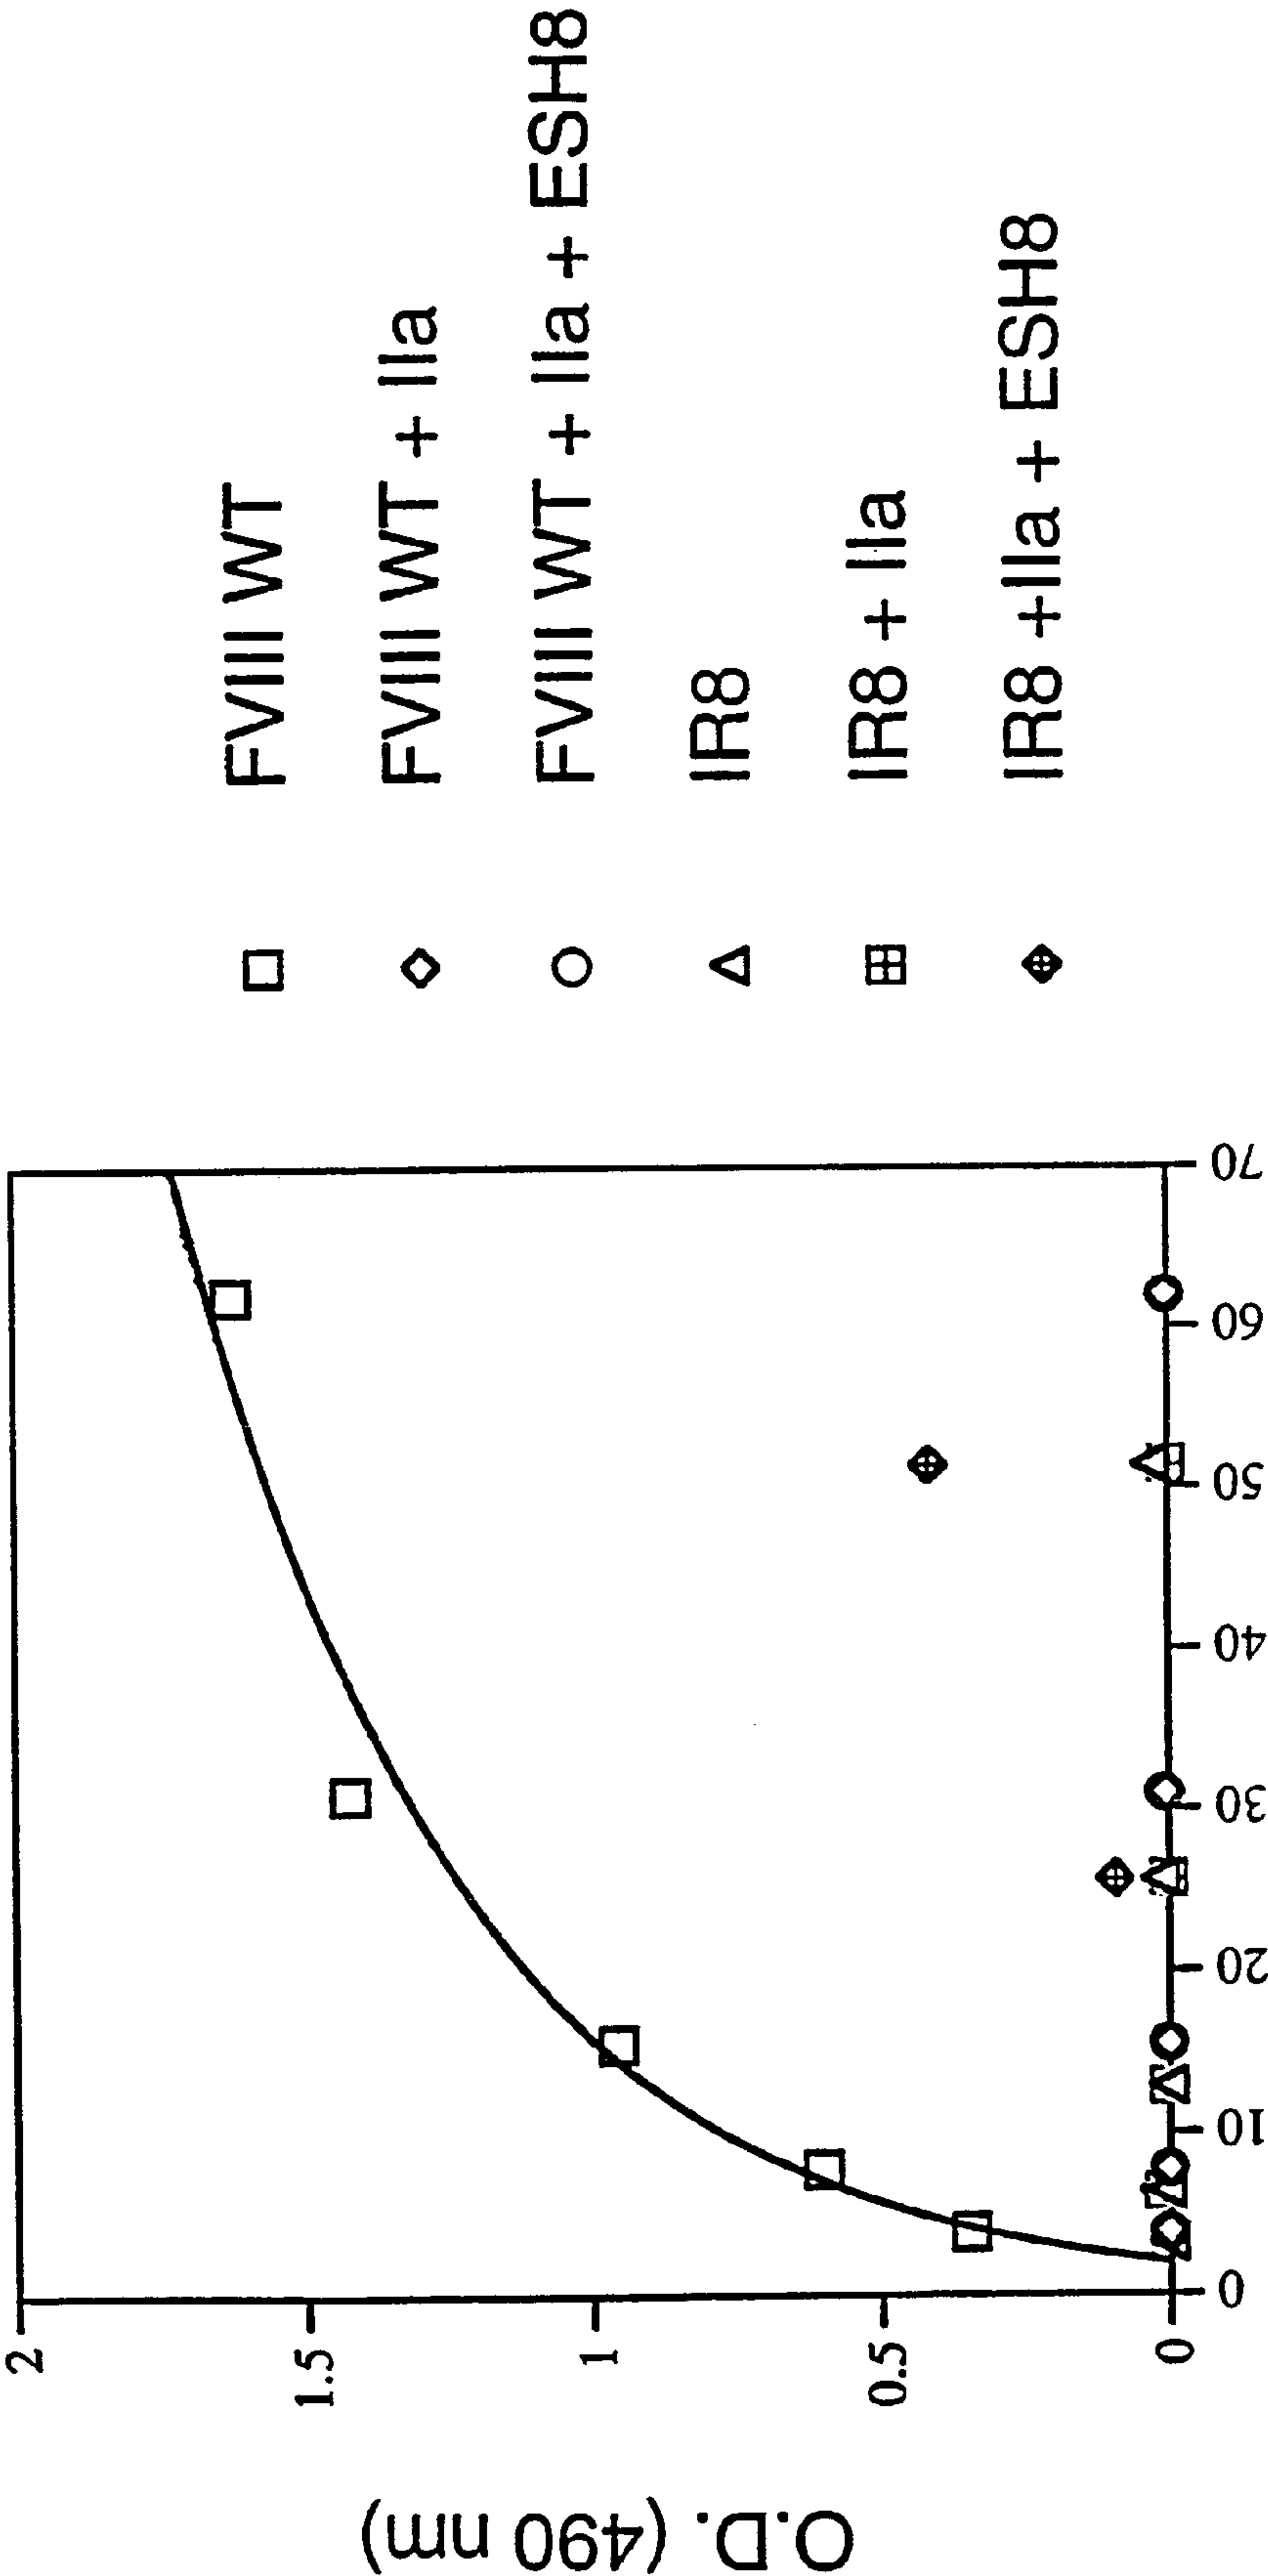 O.D. (490 nm)
2
1.5
1
0.5
0
0
10
20
30
40
50
60
70
FVIII WT
FVIII WT + IIa
FVIII WT + IIa + ESH8
IR8
IR8 + IIa
IR8 +IIa + ESH8